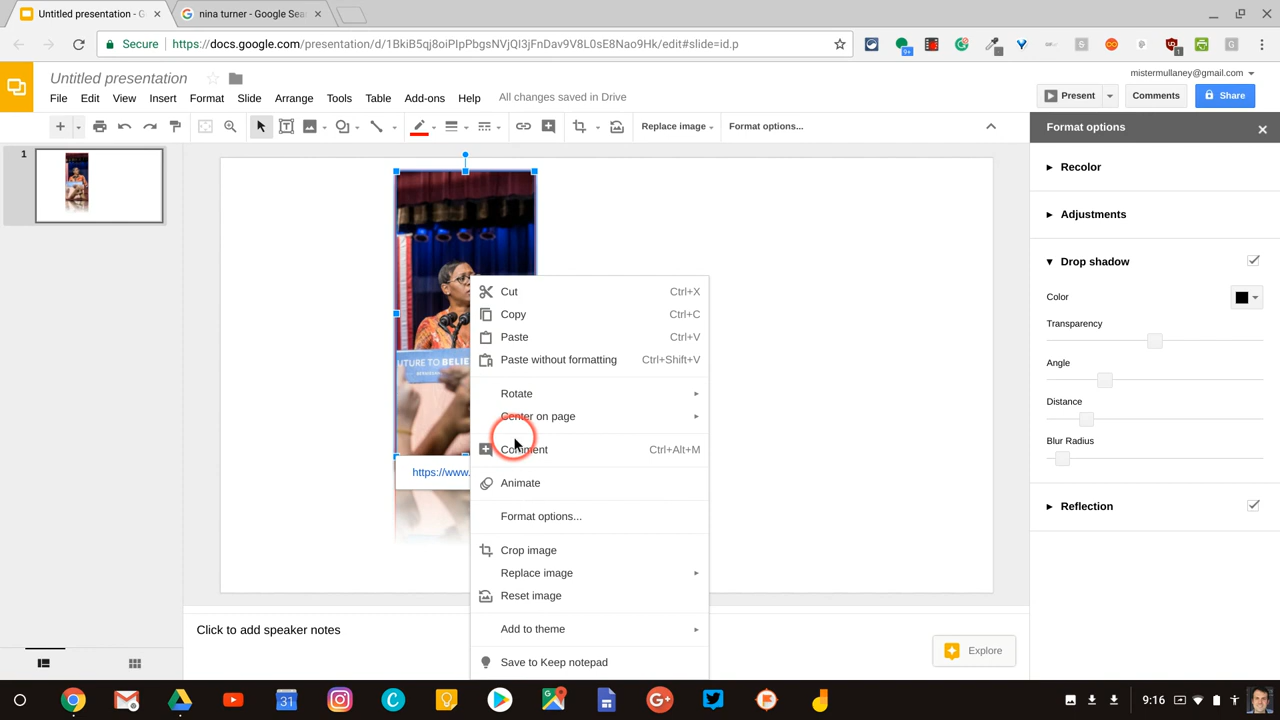 Untitled presentation - G
nina turner - Google Sea
Secure
https://docs.google.com/presentation/d/1BkiB5qj8oiPIpPbgsNVjQI3jFnDav9V8L0sE8Nao9Hk/edit#slide=id.p
Untitled presentation
mistermullaney@gmail.com
File Edit View Insert Format Slide Arrange Tools Table Add-ons Help All changes saved in Drive
Present Comments Share
Replace image Format options...
Format options
1
Recolor
Adjustments
Drop shadow
Color
Transparency
Angle
Distance
Blur Radius
Reflection
UTURE TO BELIE
https://www.
Cut Ctrl+X
Copy Ctrl+C
Paste Ctrl+V
Paste without formatting Ctrl+Shift+V
Rotate
Center on page
Comment Ctrl+Alt+M
Animate
Format options...
Crop image
Replace image
Reset image
Add to theme
Save to Keep notepad
Click to add speaker notes
Explore
31
9:16